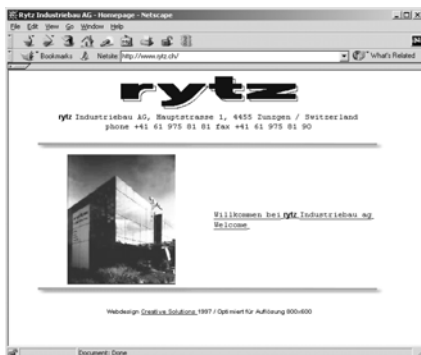 Rytz Industriebau AG - Homepage - Netscape
File Edit View Go Window Help
Bookmarks Netsite: http://www.rytz.ch/ What's Related
rytz
rytz Industriebau AG, Hauptstrasse 1, 4455 Zunzgen / Switzerland
phone +41 61 975 81 81 fax +41 61 975 81 90
Willkommen bei rytz Industriebau ag
Welcome
Webdesign Creative Solutions 1997 / Optimiert für Auflösung 800x600
Document: Done